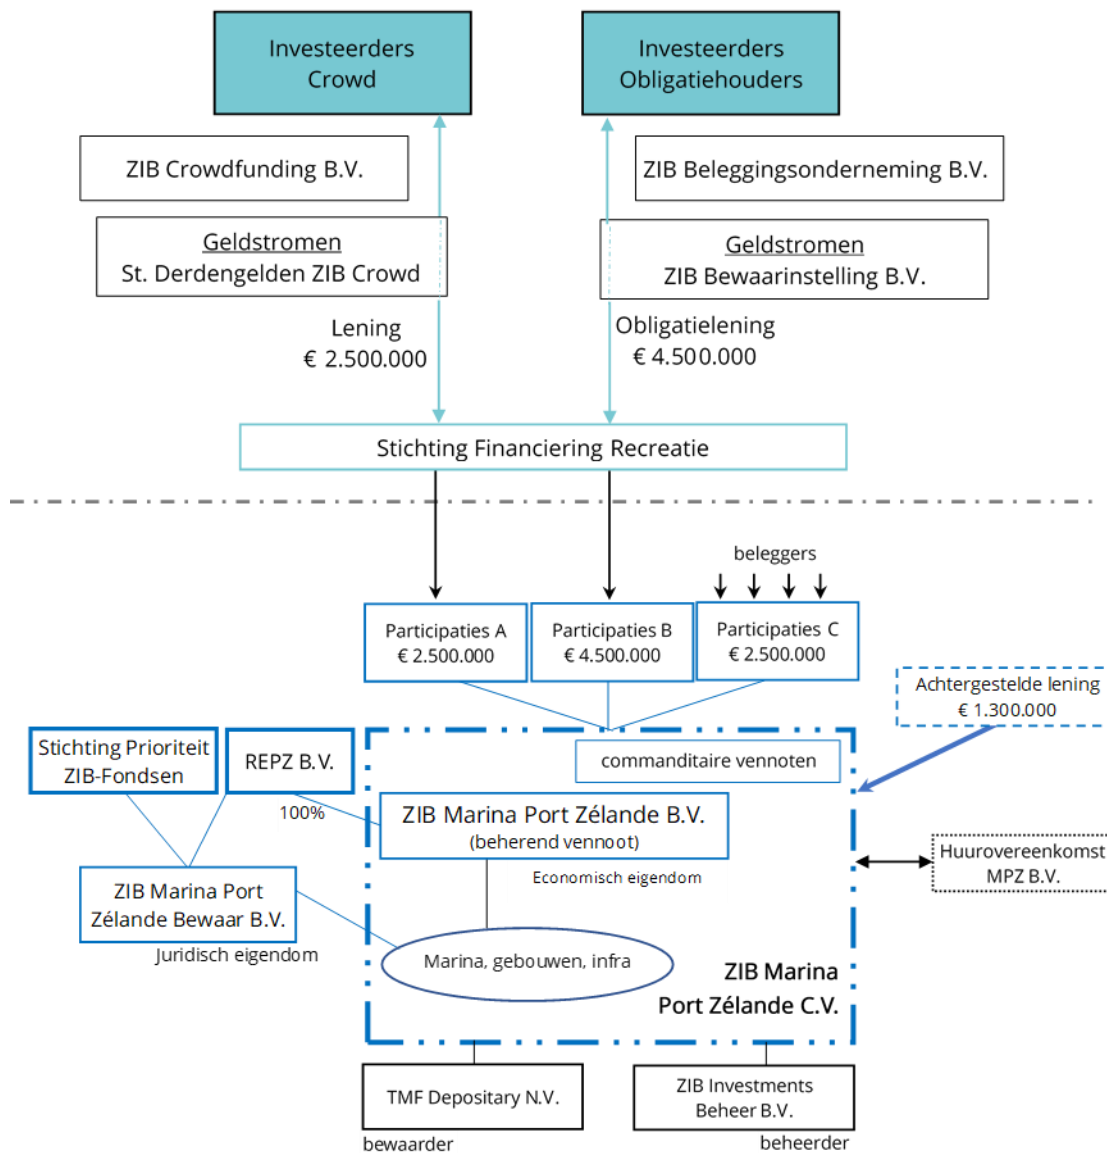 Investeerders
Crowd
Investeerders
Obligatiehouders
ZIB Crowdfunding B.V.
ZIB Beleggingsonderneming B.V.
Geldstromen
St. Derdengelden ZIB Crowd
Geldstromen
ZIB Bewaarinstelling B.V.
Lening
€ 2.500.000
Obligatielening
€ 4.500.000
Stichting Financiering Recreatie
beleggers
Participaties A
€ 2.500.000
Participaties B
€ 4.500.000
Participaties C
€ 2.500.000
Achtergestelde lening
€ 1.300.000
Stichting Prioriteit
ZIB-Fondsen
REPZ B.V.
commanditaire vennoten
100%
ZIB Marina Port Zélande B.V.
(beherend vennoot)
Economisch eigendom
Huurovereenkomst
MPZ B.V.
ZIB Marina Port
Zélande Bewaar B.V.
Juridisch eigendom
Marina, gebouwen, infra
ZIB Marina
Port Zélande C.V.
TMF Depositary N.V.
bewaarder
ZIB Investments
Beheer B.V.
beheerder